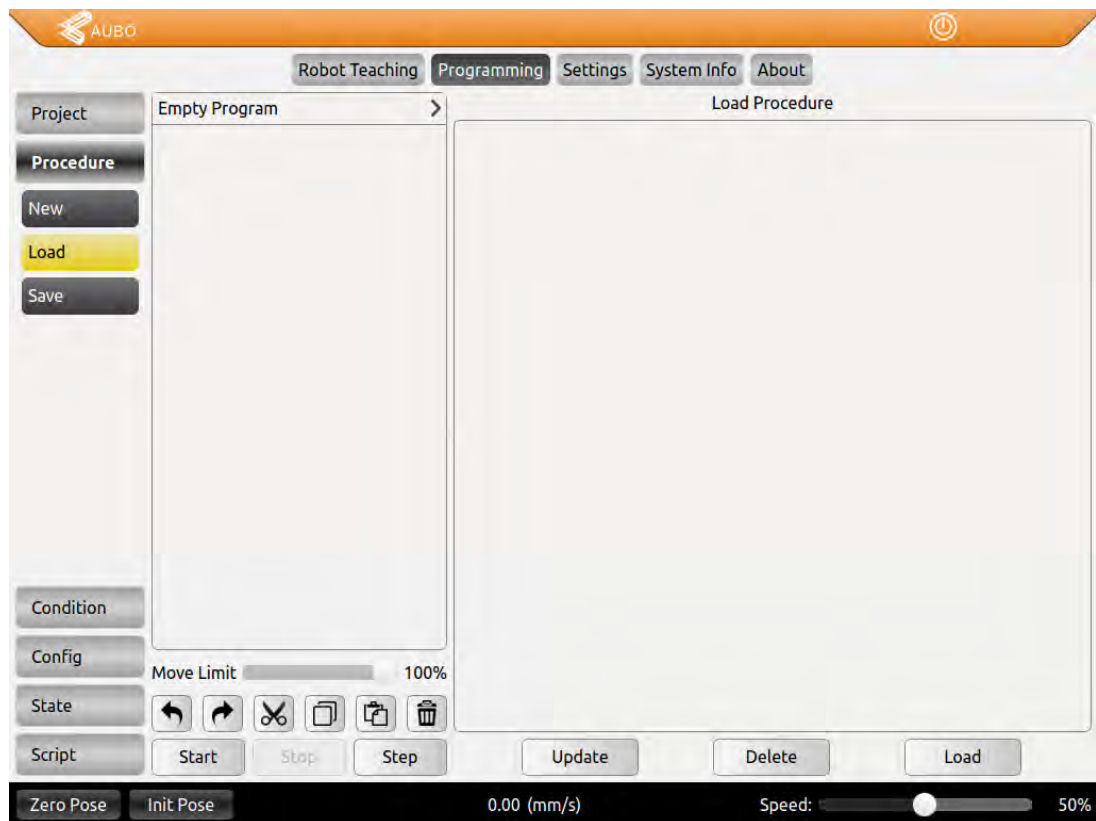 AUBO
Robot Teaching Programming Settings System Info About
Project
Procedure
New
Load
Save
Condition
Config
State
Script
Empty Program
Move Limit 100%
Start Stop Step
Load Procedure
Update Delete Load
Zero Pose Init Pose 0.00 (mm/s) Speed: 50%